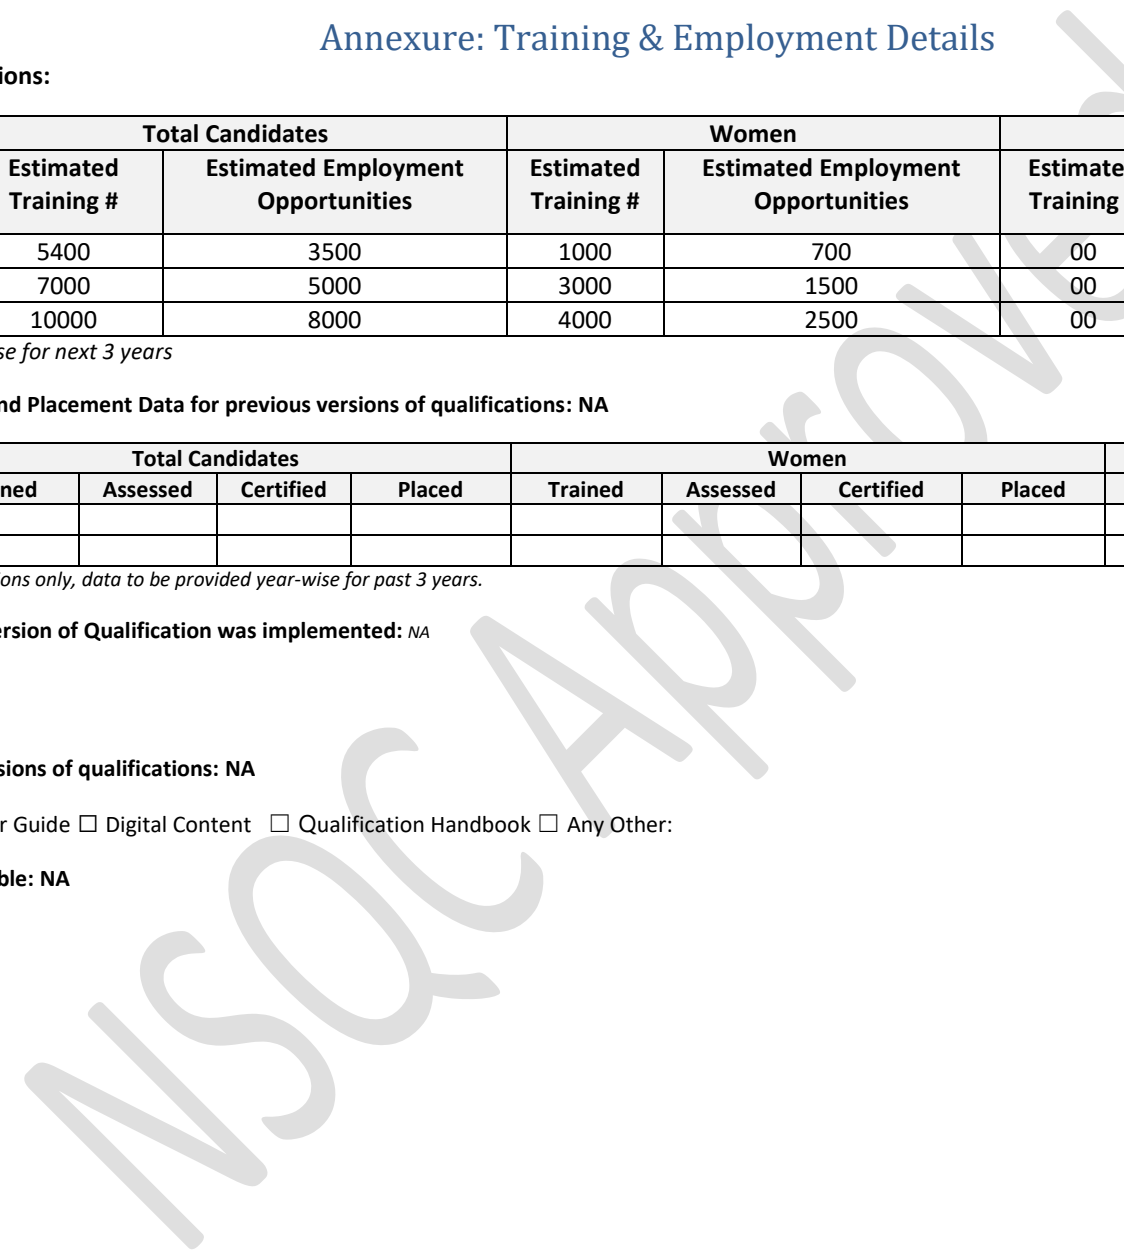 Annexure: Training & Employment Details
ions:
Total Candidates Women
Estimated Training # Estimated Employment Opportunities Estimated Training # Estimated Employment Opportunities Estimate Training
5400 3500 1000 700 00
7000 5000 3000 1500 00
10000 8000 4000 2500 00
se for next 3 years
nd Placement Data for previous versions of qualifications: NA
Total Candidates Women
ned Assessed Certified Placed Trained Assessed Certified Placed
ions only, data to be provided year-wise for past 3 years.
ersion of Qualification was implemented: NA
sions of qualifications: NA
r Guide ☐ Digital Content ☐ Qualification Handbook ☐ Any Other:
ble: NA
NSQC Approved